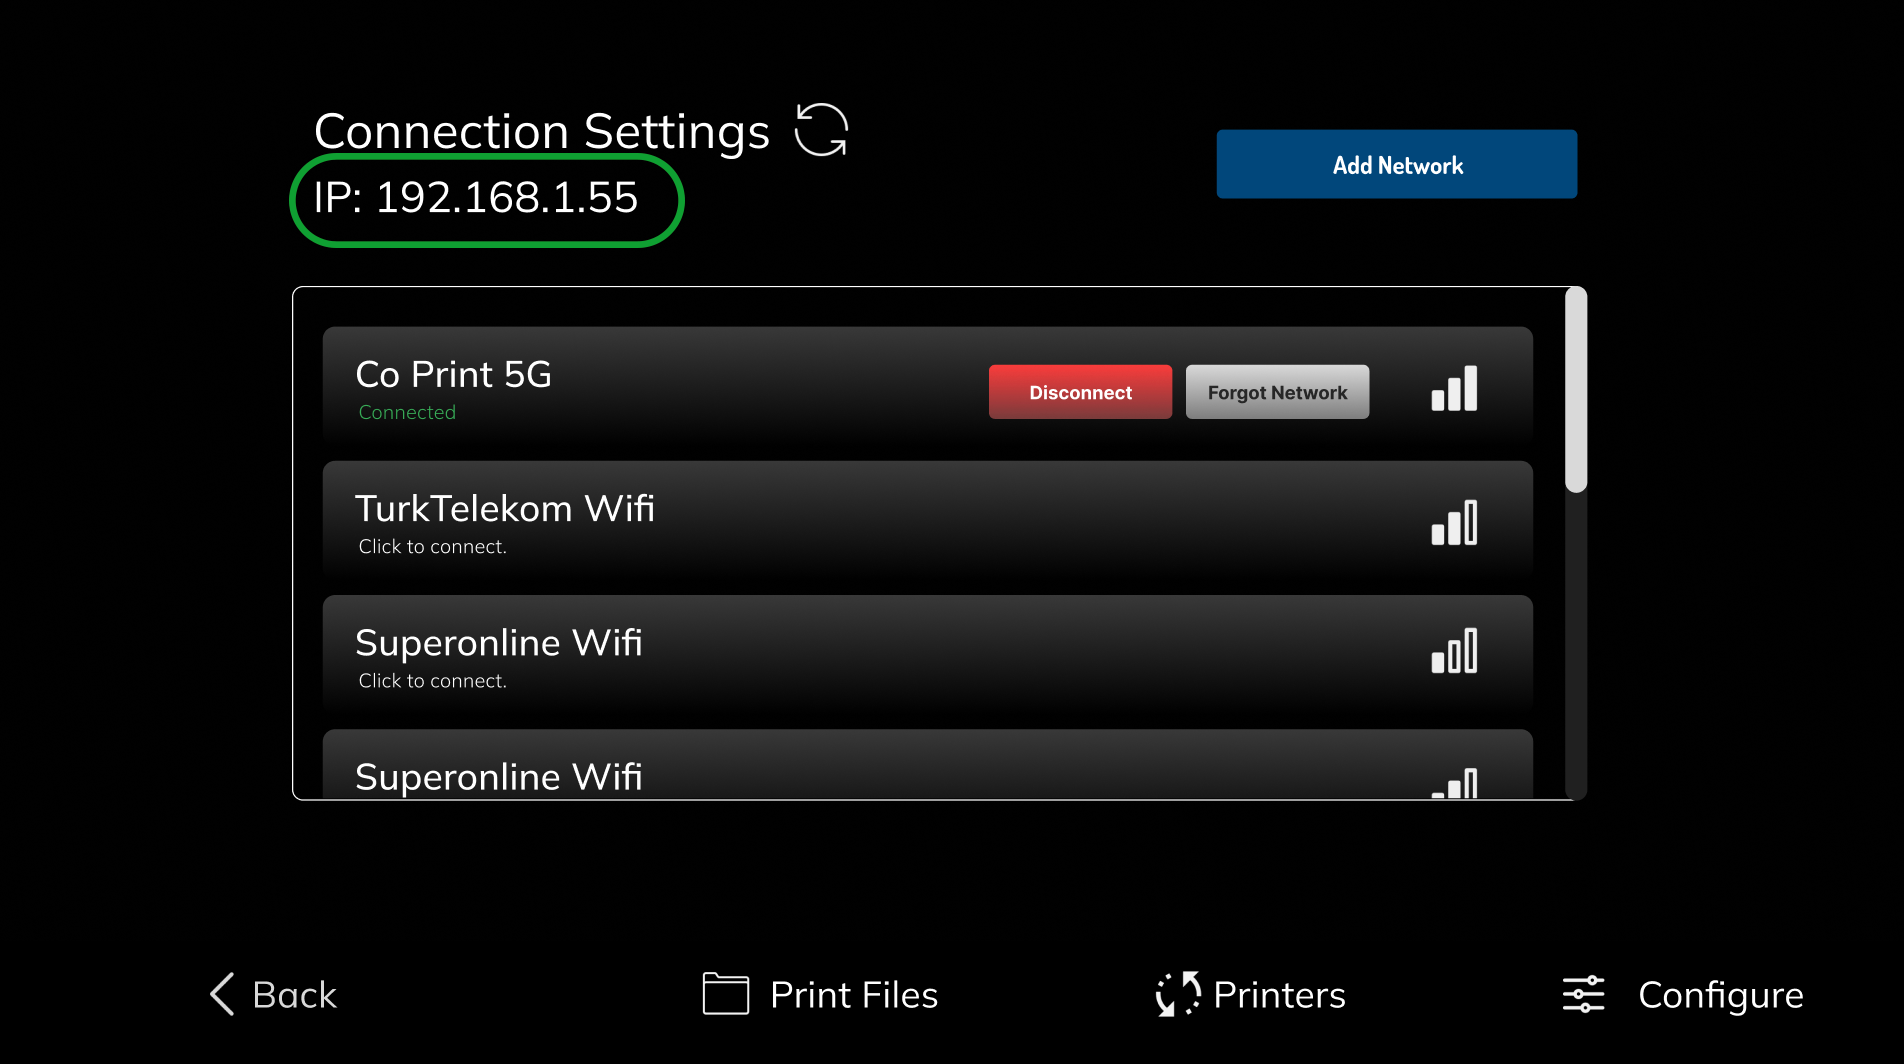 Connection Settings
IP: 192.168.1.55
Add Network
Co Print 5G
Connected
Disconnect
Forgot Network
TurkTelekom Wifi
Click to connect.
Superonline Wifi
Click to connect.
Superonline Wifi
Back
Print Files
Printers
Configure